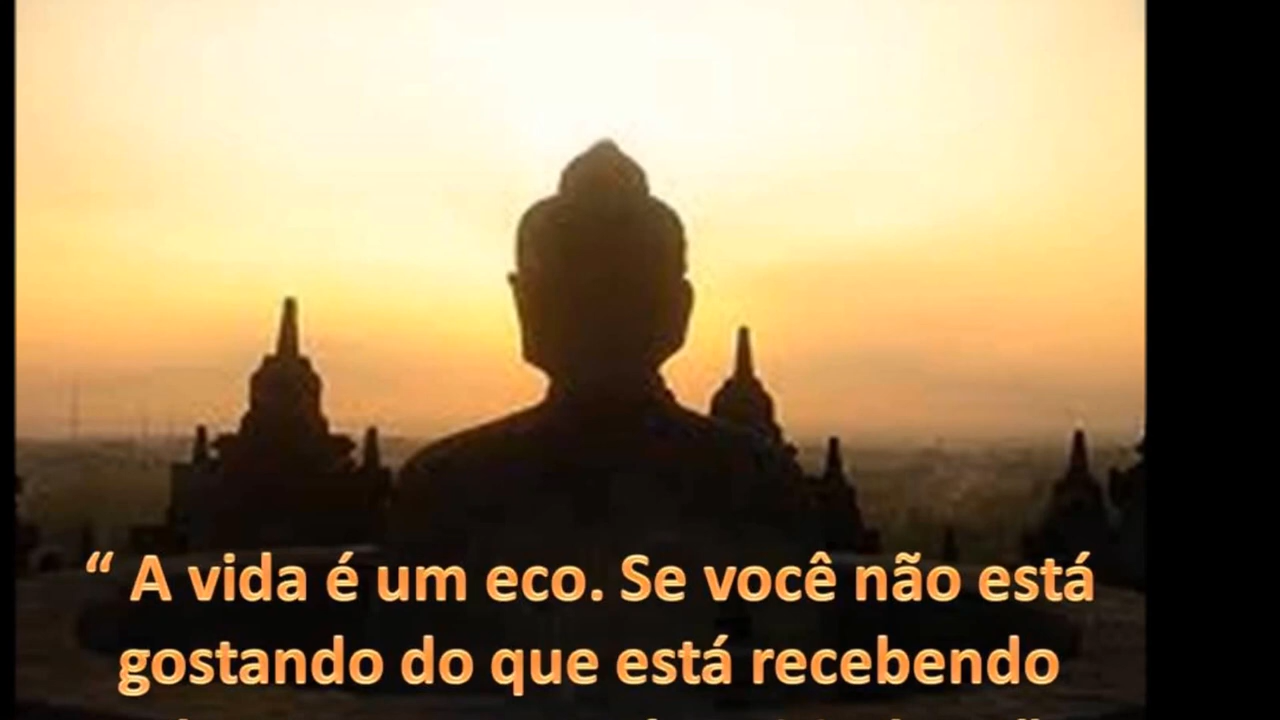 “ A vida é um eco. Se você não está
gostando do que está recebendo